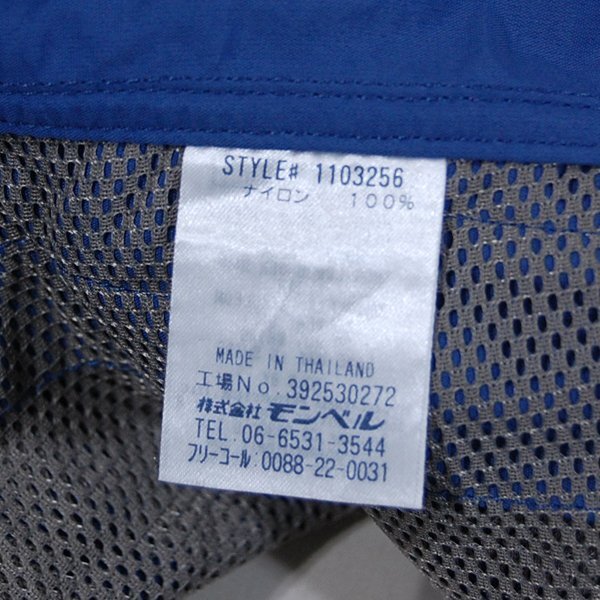 STYLE# 1103256
ナイロン 100%
MADE IN THAILAND
工場No.392530272
株式会社 モンベル
TEL.06-6531-3544
フリーコール:0088-22-0031